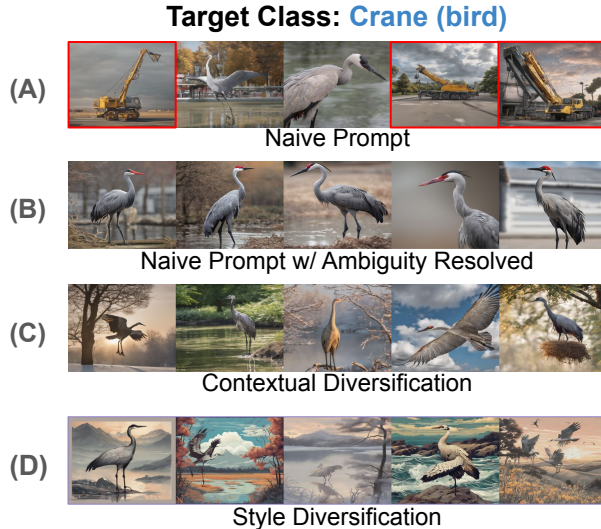 Target Class: Crane (bird)
(A)
Naive Prompt
(B)
Naive Prompt w/ Ambiguity Resolved
(C)
Contextual Diversification
(D)
Style Diversification